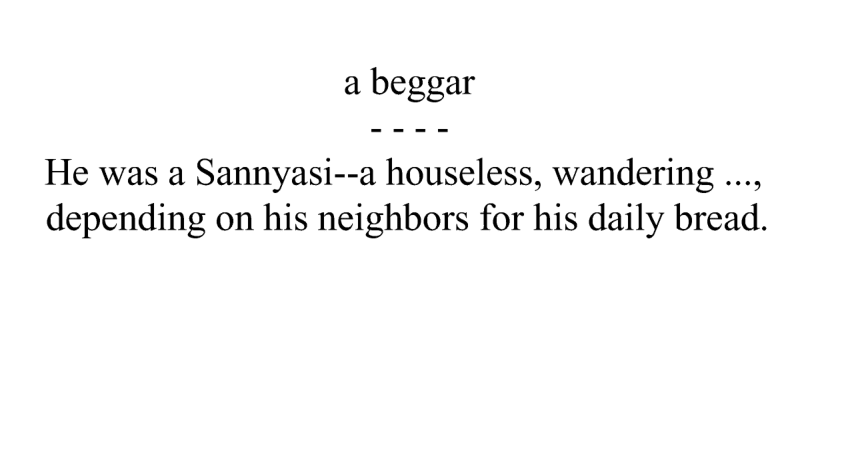 a beggar
- - - -
He was a Sannyasi--a houseless, wandering ...,
depending on his neighbors for his daily bread.